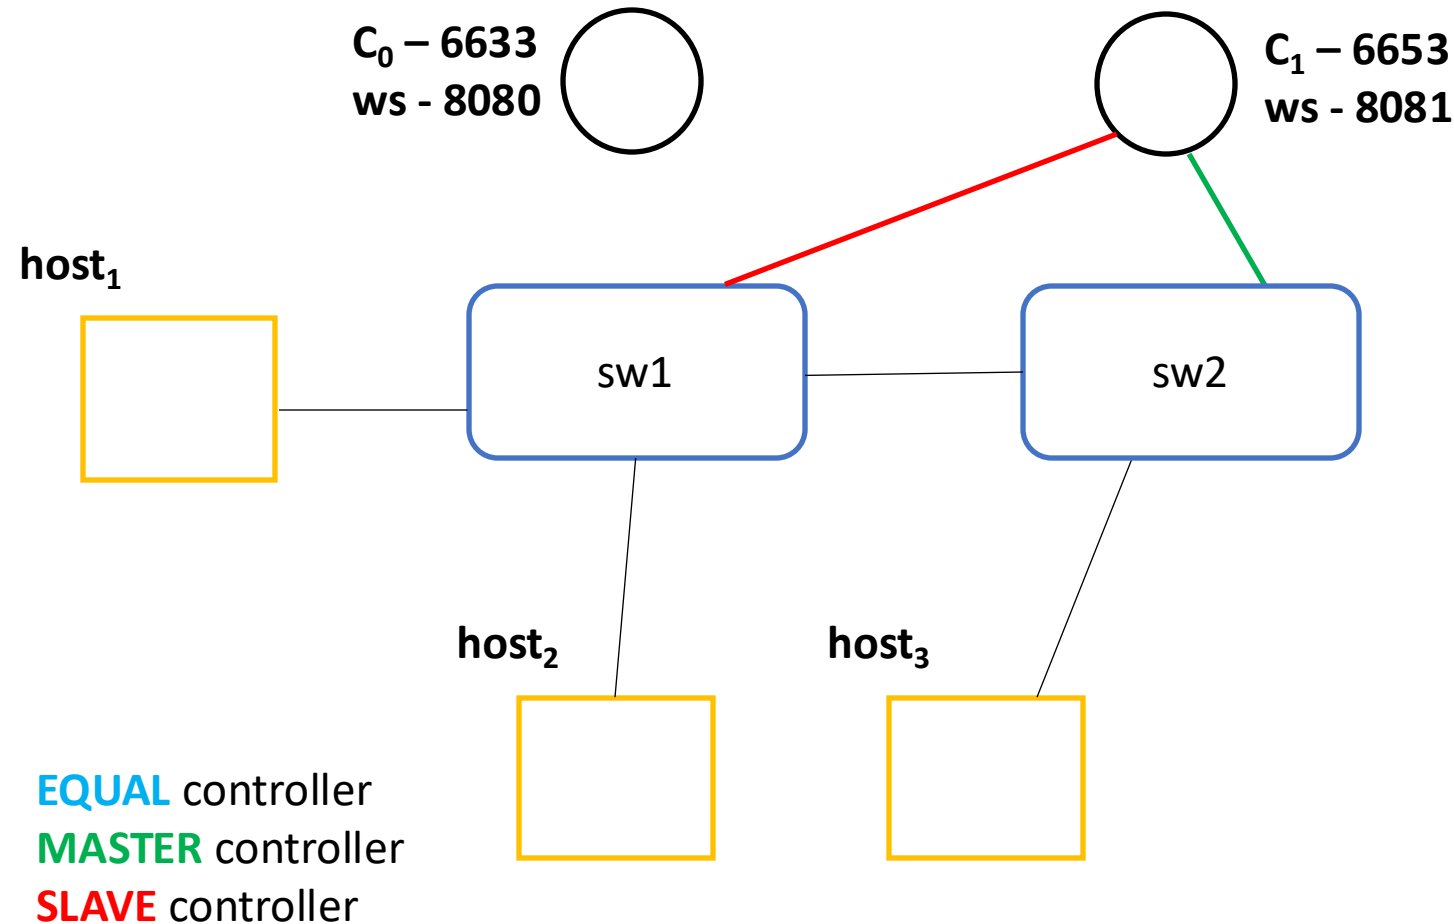 C₀ – 6633
ws - 8080
C₁ – 6653
ws - 8081
host₁
sw1
sw2
host₂
host₃
EQUAL controller
MASTER controller
SLAVE controller